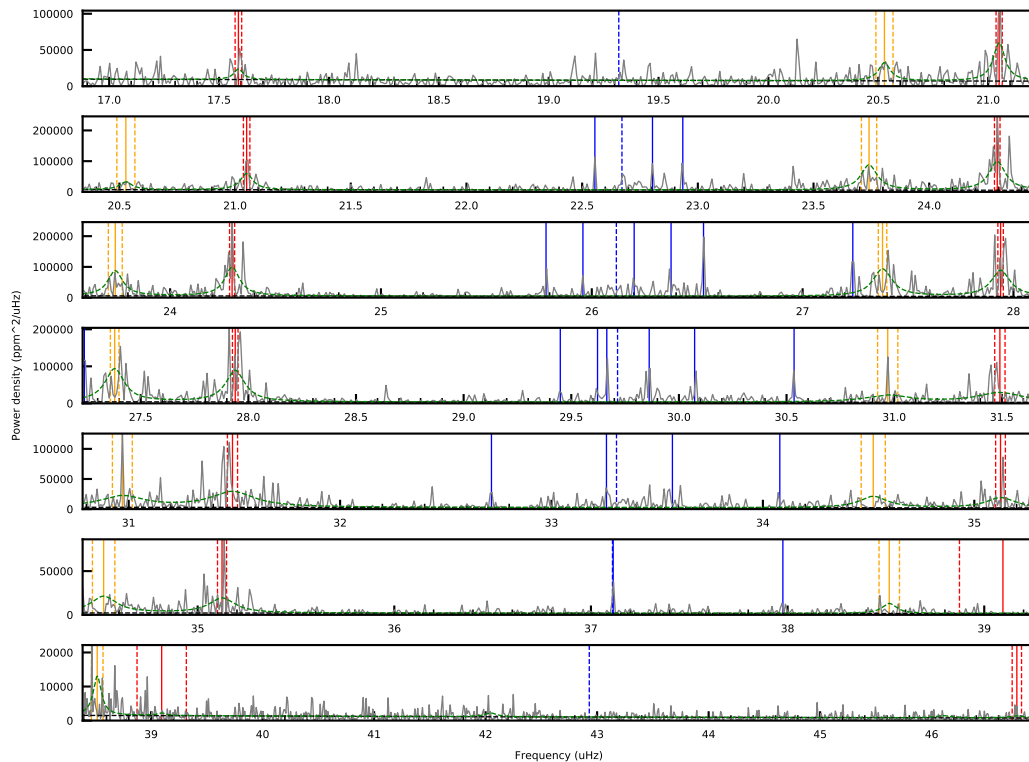 100000
50000
0
17.0 17.5 18.0 18.5 19.0 19.5 20.0 20.5 21.0
200000
100000
0
20.5 21.0 21.5 22.0 22.5 23.0 23.5 24.0
200000
100000
0
24 25 26 27 28
200000
100000
0
27.5 28.0 28.5 29.0 29.5 30.0 30.5 31.0 31.5
Power density (ppm^2/uHz)
100000
50000
0
31 32 33 34 35
50000
0
35 36 37 38 39
20000
10000
0
39 40 41 42 43 44 45 46
Frequency (uHz)